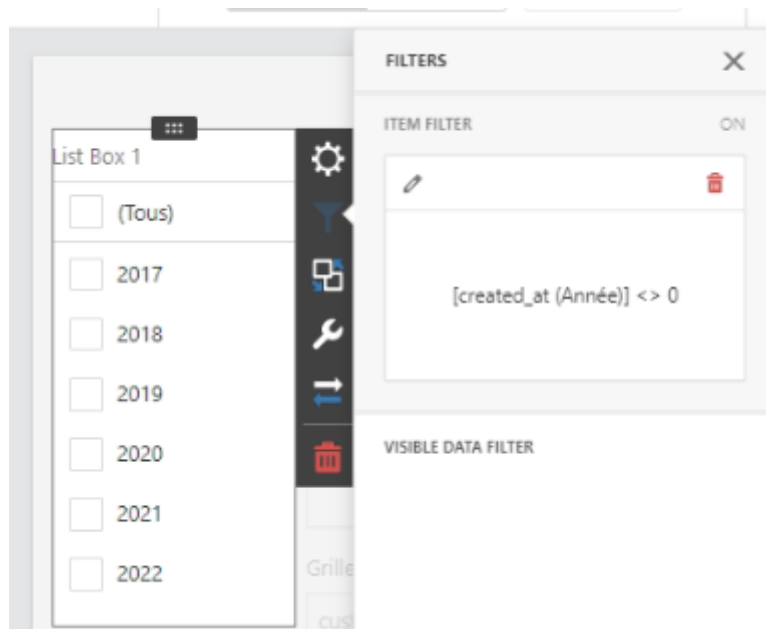 FILTERS
ITEM FILTER
ON
List Box 1
(Tous)
2017
2018
2019
2020
2021
2022
[created_at (Année)] <> 0
VISIBLE DATA FILTER
Grille
cus